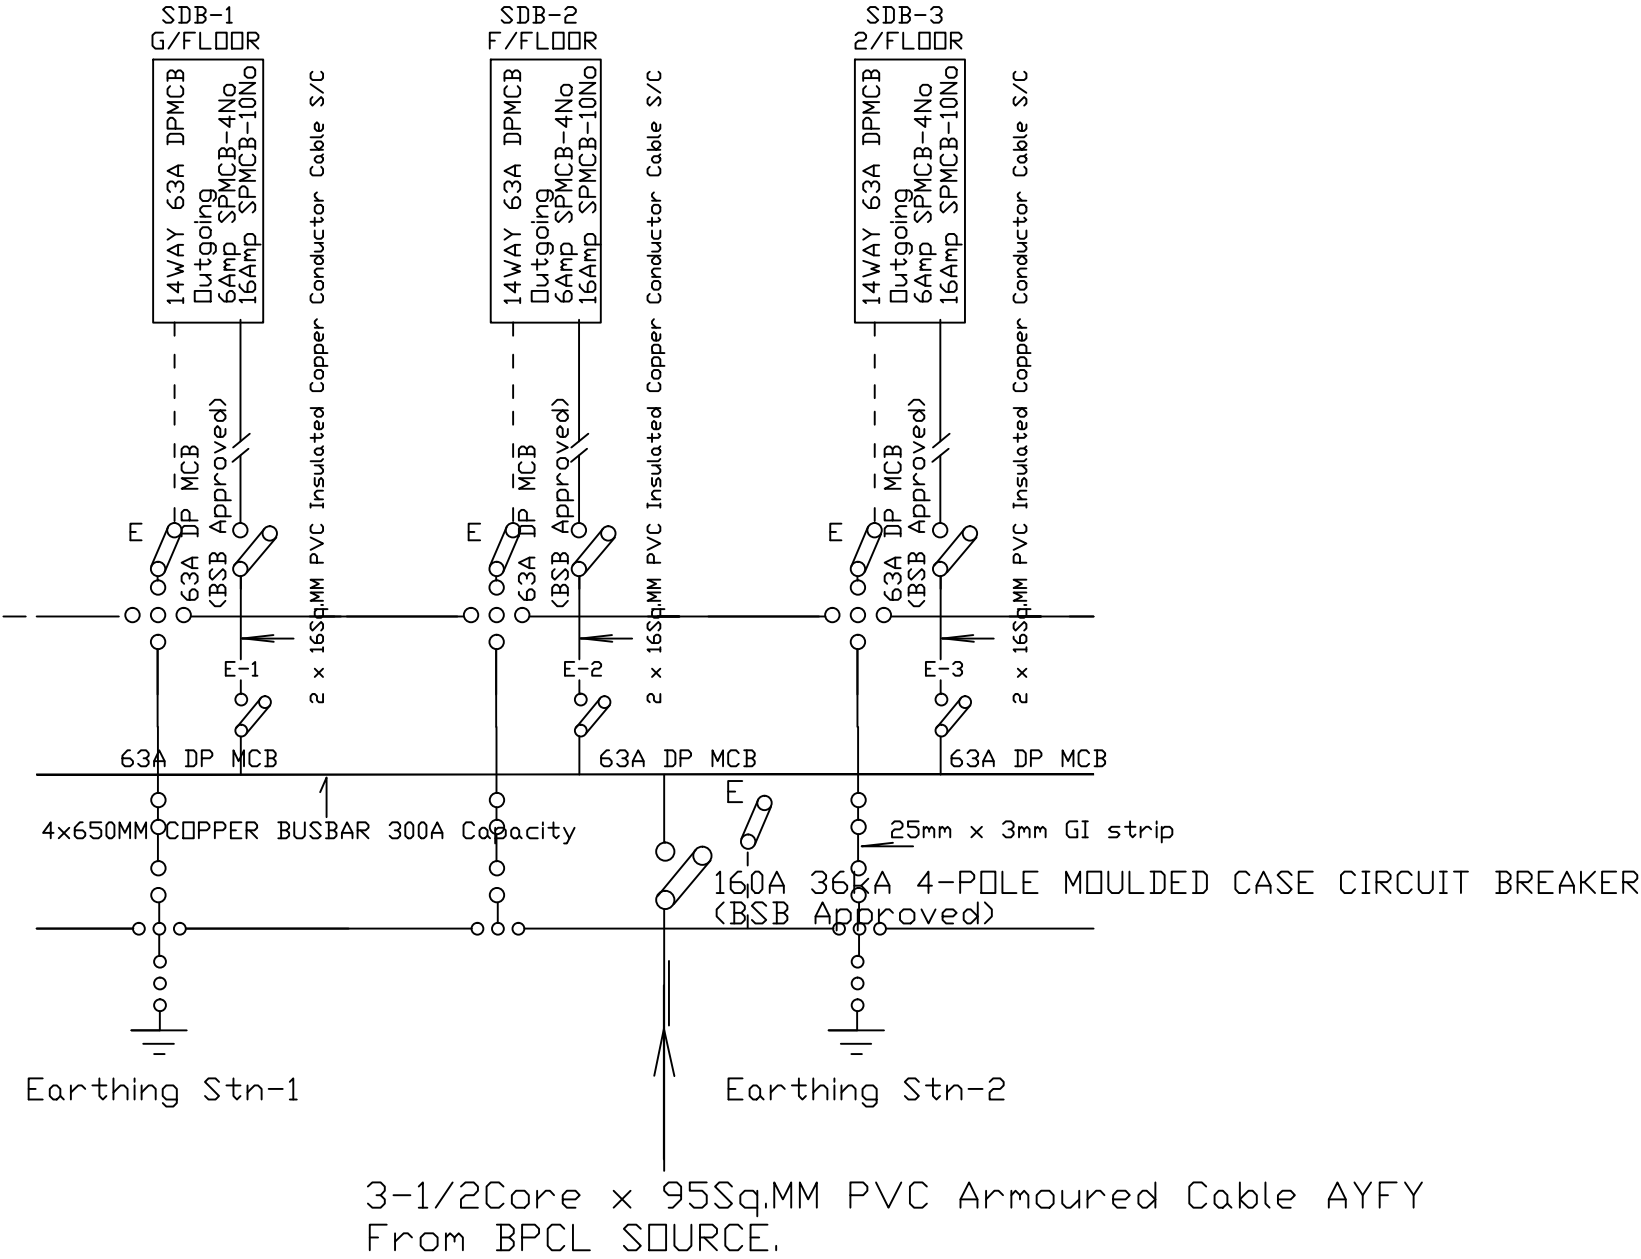 SDB-1
G/FLOOR
14WAY 63A DPMCB
Outgoing
6Amp SPMCB-4No
16Amp SPMCB-10No
2 x 16Sq.MM PVC Insulated Copper Conductor Cable S/C
63A DP MCB
(BSB Approved)
E
E-1
63A DP MCB
SDB-2
F/FLOOR
14WAY 63A DPMCB
Outgoing
6Amp SPMCB-4No
16Amp SPMCB-10No
2 x 16Sq.MM PVC Insulated Copper Conductor Cable S/C
63A DP MCB
(BSB Approved)
E
E-2
63A DP MCB
SDB-3
2/FLOOR
14WAY 63A DPMCB
Outgoing
6Amp SPMCB-4No
16Amp SPMCB-10No
2 x 16Sq.MM PVC Insulated Copper Conductor Cable S/C
63A DP MCB
(BSB Approved)
E
E-3
63A DP MCB
E
4x650MM COPPER BUSBAR 300A Capacity
25mm x 3mm GI strip
160A 36kA 4-POLE MOULDED CASE CIRCUIT BREAKER
(BSB Approved)
Earthing Stn-1
Earthing Stn-2
3-1/2Core x 95Sq.MM PVC Armoured Cable AYFY
From BPCL SOURCE.